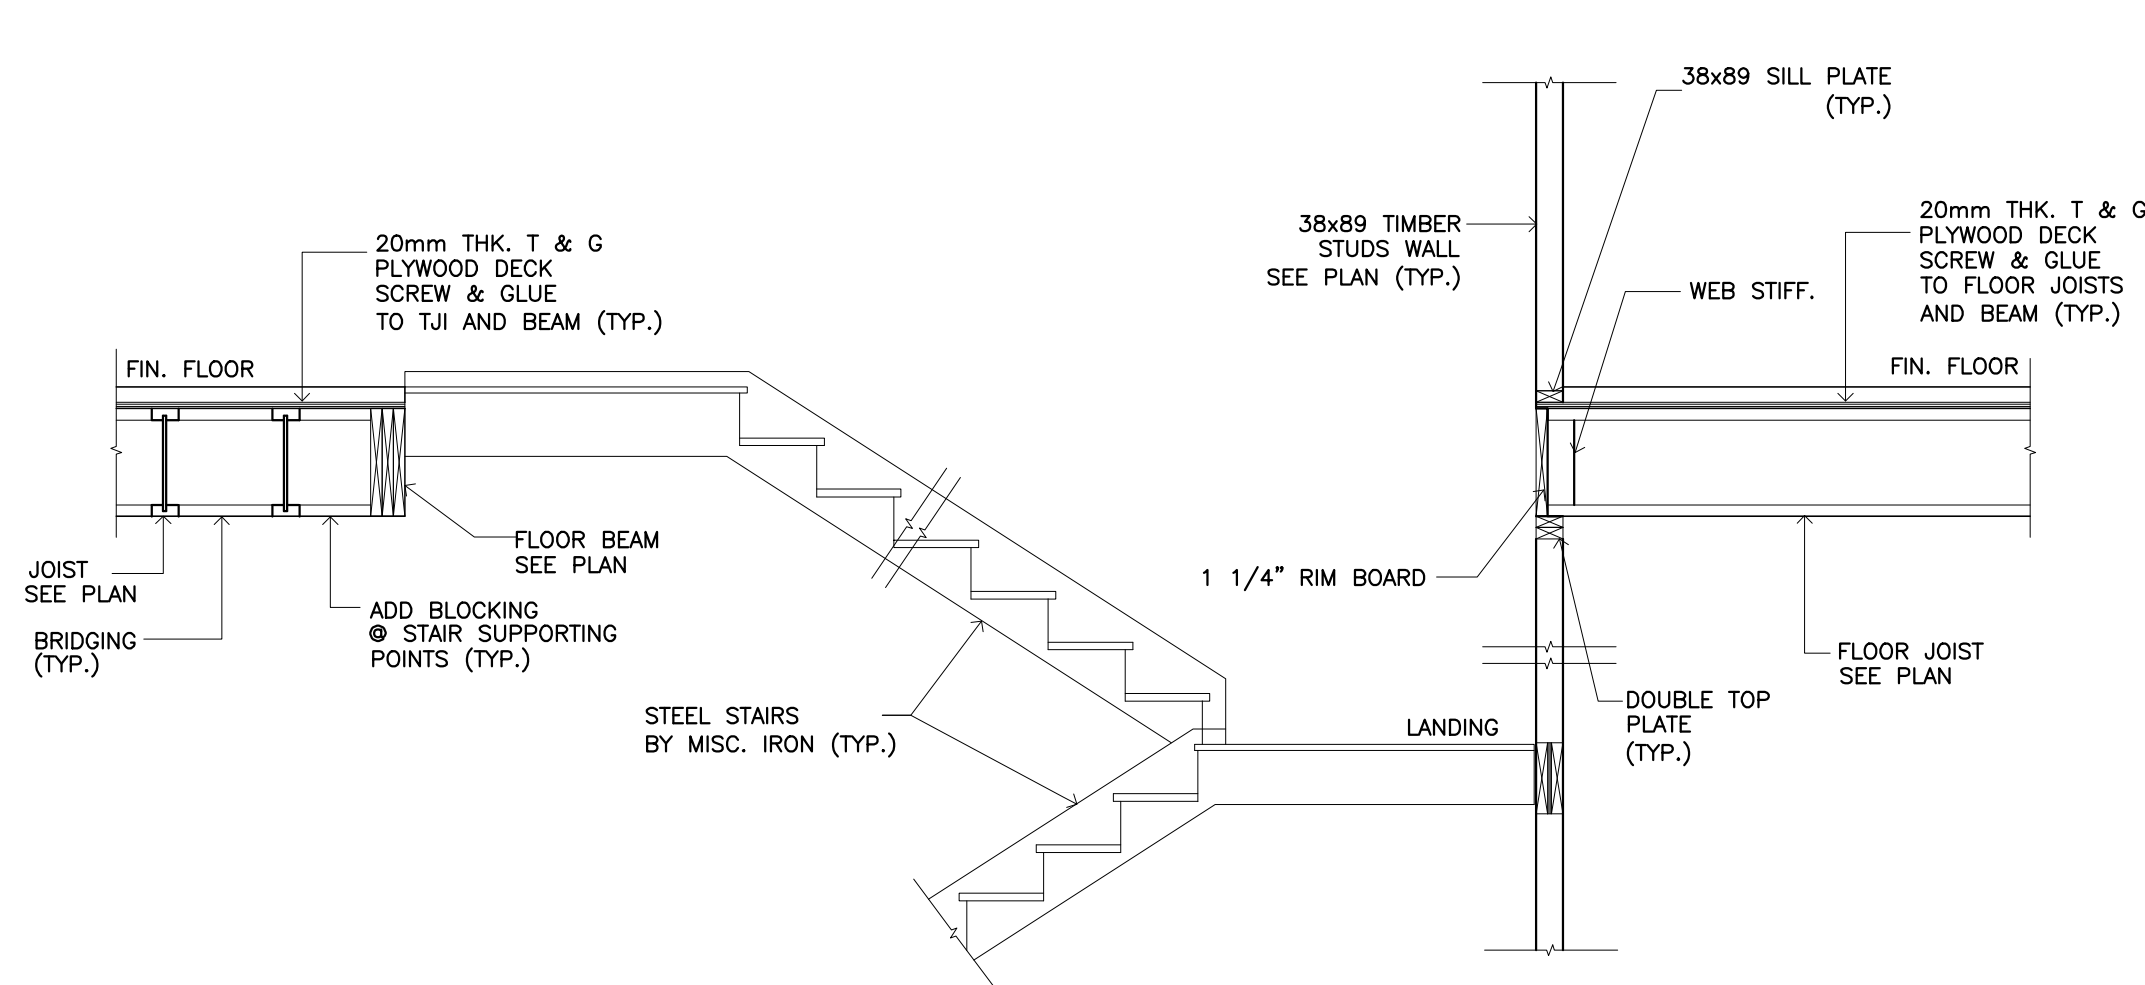 38x89 SILL PLATE
(TYP.)
20mm THK. T & G
PLYWOOD DECK
SCREW & GLUE
TO FLOOR JOISTS
AND BEAM (TYP.)
38x89 TIMBER
STUDS WALL
SEE PLAN (TYP.)
WEB STIFF.
20mm THK. T & G
PLYWOOD DECK
SCREW & GLUE
TO TJI AND BEAM (TYP.)
FIN. FLOOR
FIN. FLOOR
FLOOR BEAM
SEE PLAN
JOIST
SEE PLAN
1 1/4” RIM BOARD
ADD BLOCKING
@ STAIR SUPPORTING
POINTS (TYP.)
BRIDGING
(TYP.)
FLOOR JOIST
SEE PLAN
DOUBLE TOP
PLATE
(TYP.)
STEEL STAIRS
BY MISC. IRON (TYP.)
LANDING